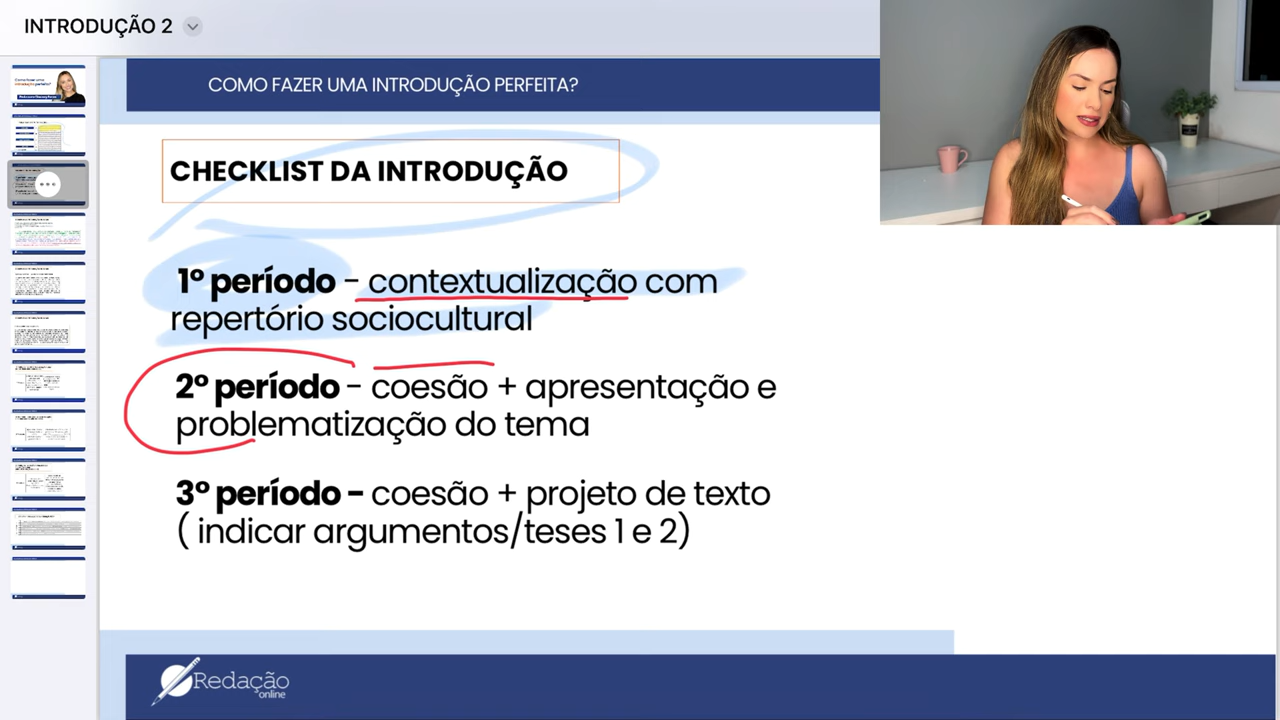 INTRODUÇÃO 2
COMO FAZER UMA INTRODUÇÃO PERFEITA?
CHECKLIST DA INTRODUÇÃO
1º período - contextualização com
repertório sociocultural
2º período - coesão + apresentação e
problematização do tema
3º período - coesão + projeto de texto
( indicar argumentos/teses 1 e 2)
Redação
online